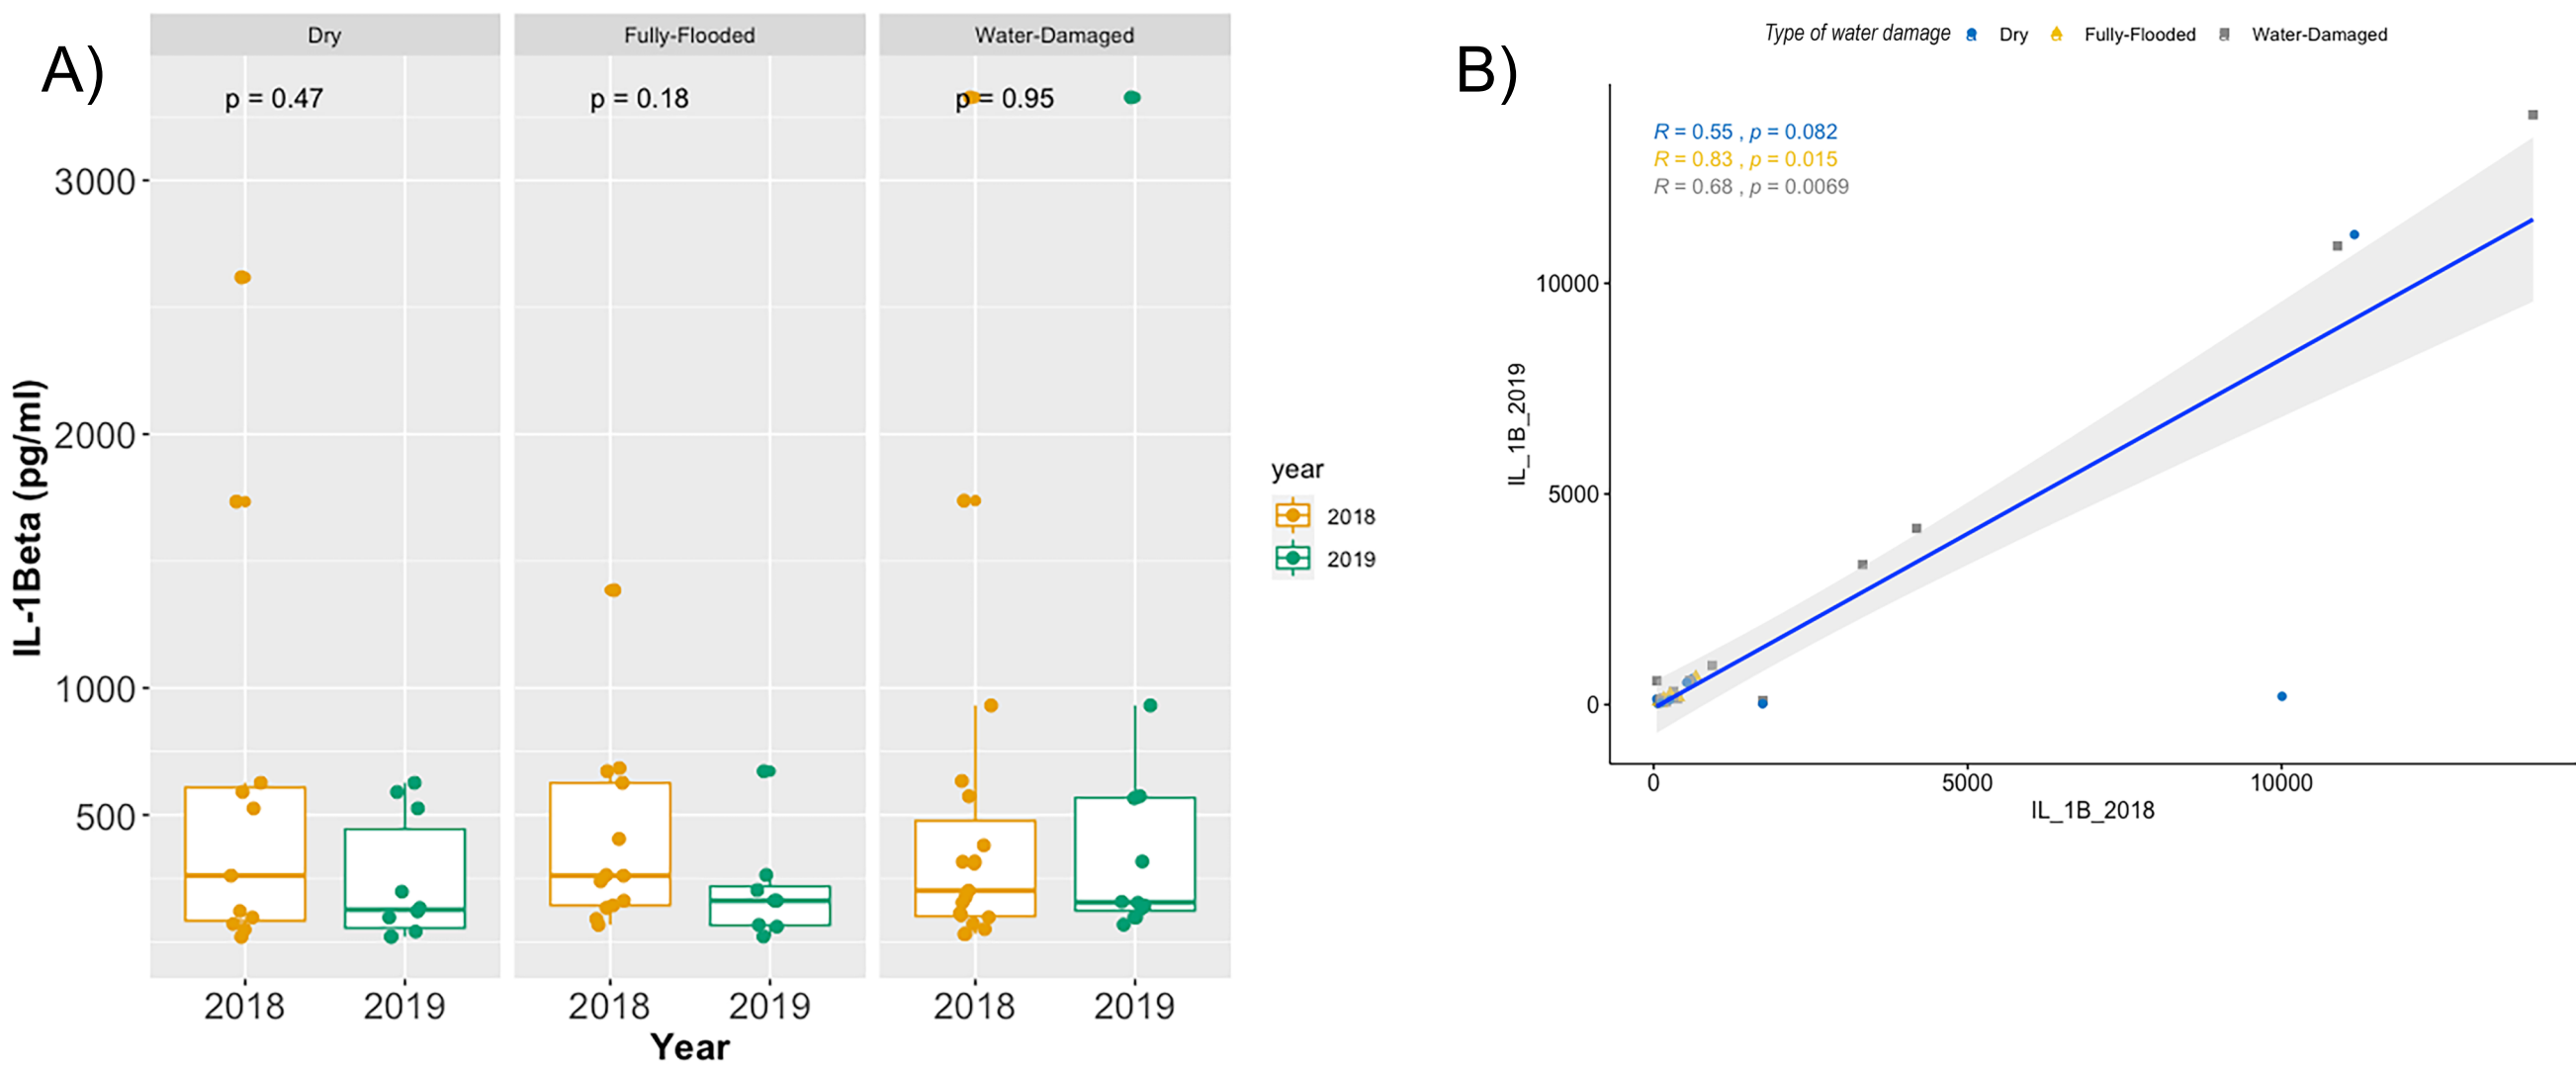 A)
Dry
Fully-Flooded
Water-Damaged
p = 0.47
p = 0.18
p = 0.95
3000
2000
1000
500
IL-1Beta (pg/ml)
2018
2019
2018
2019
2018
2019
Year
year
2018
2019
B)
Type of water damage
Dry
Fully-Flooded
Water-Damaged
R = 0.55 , p = 0.082
R = 0.83 , p = 0.015
R = 0.68 , p = 0.0069
10000
5000
0
IL_1B_2019
0
5000
10000
IL_1B_2018